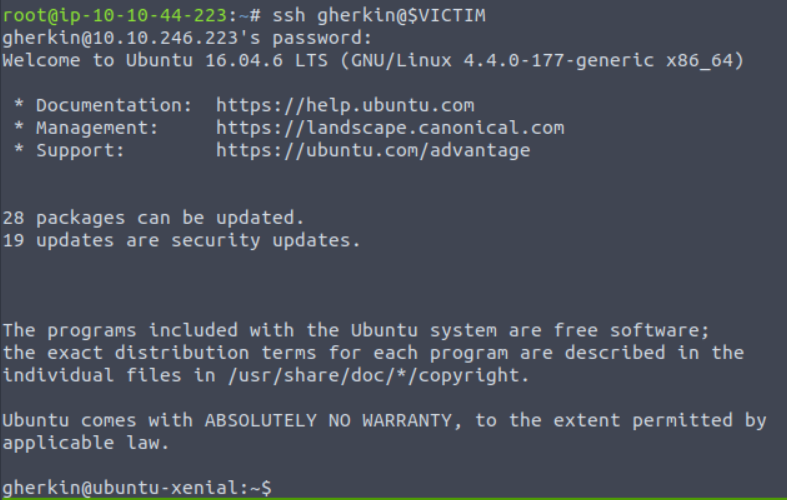 root@ip-10-10-44-223:~# ssh gherkin@$VICTIM
gherkin@10.10.246.223's password:
Welcome to Ubuntu 16.04.6 LTS (GNU/Linux 4.4.0-177-generic x86_64)
* Documentation:  https://help.ubuntu.com
* Management:     https://landscape.canonical.com
* Support:        https://ubuntu.com/advantage
28 packages can be updated.
19 updates are security updates.
The programs included with the Ubuntu system are free software;
the exact distribution terms for each program are described in the
individual files in /usr/share/doc/*/copyright.
Ubuntu comes with ABSOLUTELY NO WARRANTY, to the extent permitted by
applicable law.
gherkin@ubuntu-xenial:~$